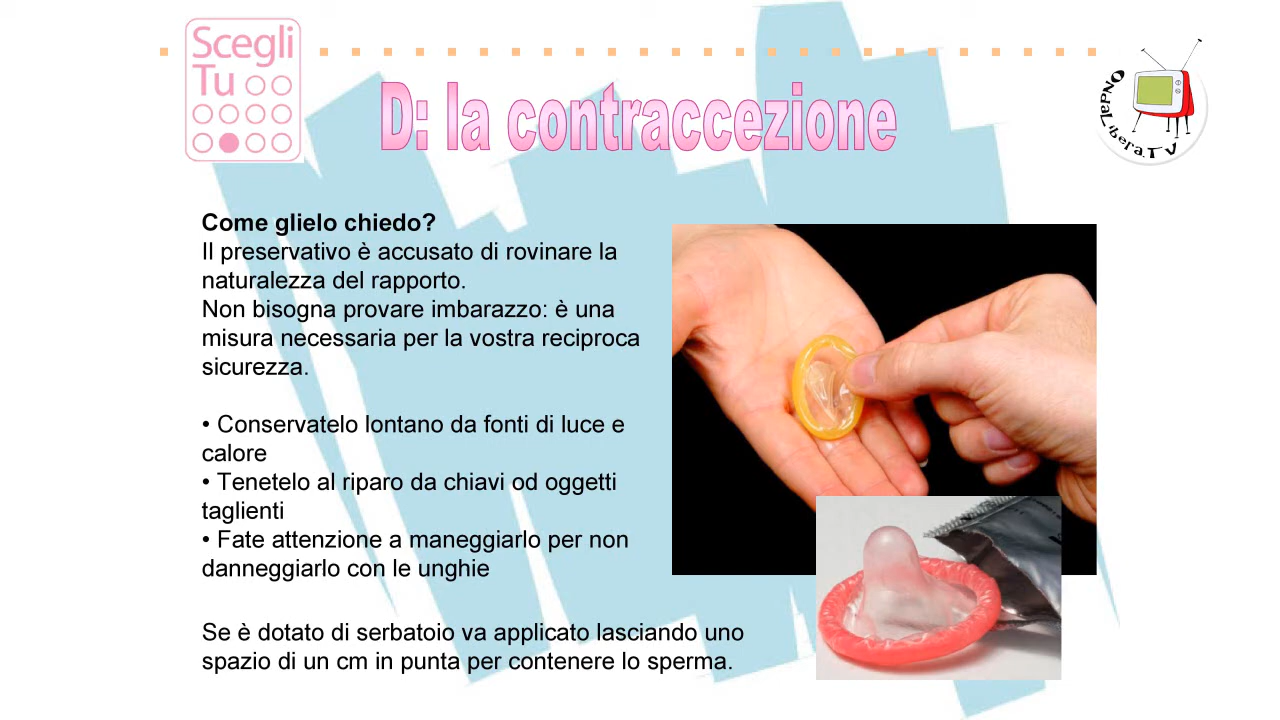 Scegli
Tu
D: la contraccezione
OndaLibera.TV
Come glielo chiedo?
Il preservativo è accusato di rovinare la
naturalezza del rapporto.
Non bisogna provare imbarazzo: è una
misura necessaria per la vostra reciproca
sicurezza.
• Conservatelo lontano da fonti di luce e
calore
• Tenetelo al riparo da chiavi od oggetti
taglienti
• Fate attenzione a maneggiarlo per non
danneggiarlo con le unghie
Se è dotato di serbatoio va applicato lasciando uno
spazio di un cm in punta per contenere lo sperma.